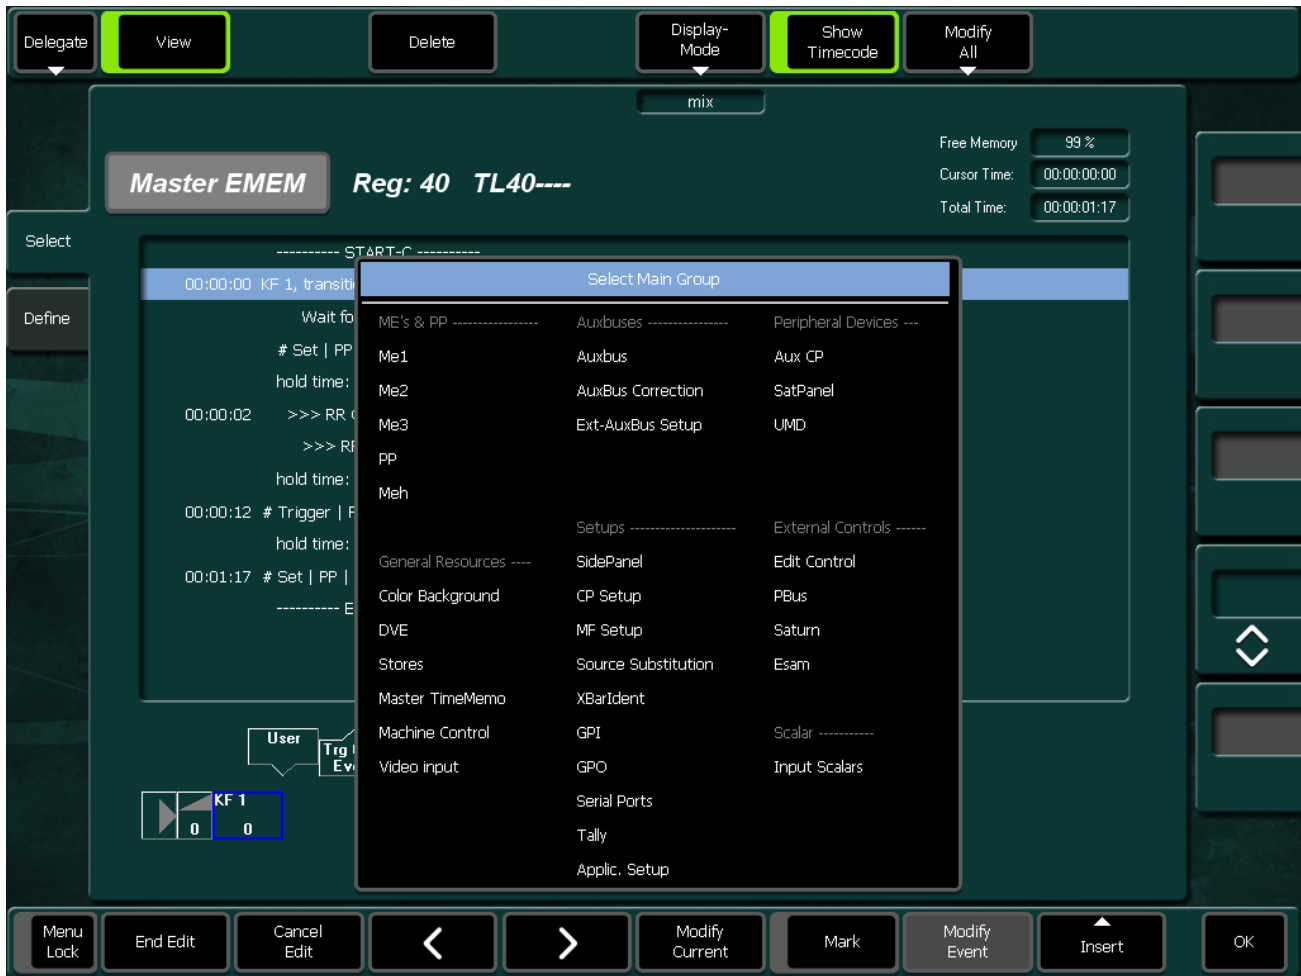 Delegate
View
Delete
Display-
Mode
Show
Timecode
Modify
All
mix
Free Memory 99 %
Master EMEM Reg: 40 TL40----
Cursor Time: 00:00:00:00
Total Time: 00:00:01:17
Select
Define
---------- START-C ----------
00:00:00 KF 1, transiti
Wait fo
# Set | PP
hold time:
00:00:02 >>> RR
>>> RF
hold time:
00:00:12 # Trigger | F
hold time:
00:01:17 # Set | PP |
---------- E
Select Main Group
ME's & PP ----------------
Me1
Me2
Me3
PP
Meh
General Resources ----
Color Background
DVE
Stores
Master TimeMemo
Machine Control
Video input
Auxbuses ---------------
Auxbus
AuxBus Correction
Ext-AuxBus Setup
Setups --------------------
SidePanel
CP Setup
MF Setup
Source Substitution
XBarIdent
GPI
GPO
Serial Ports
Tally
Applic. Setup
Peripheral Devices ---
Aux CP
SatPanel
UMD
External Controls ------
Edit Control
PBus
Saturn
Esam
Scalar -----------
Input Scalars
User
Trg
Ev
KF 1
0 0
Menu
Lock
End Edit
Cancel
Edit
Modify
Current
Mark
Modify
Event
Insert
OK